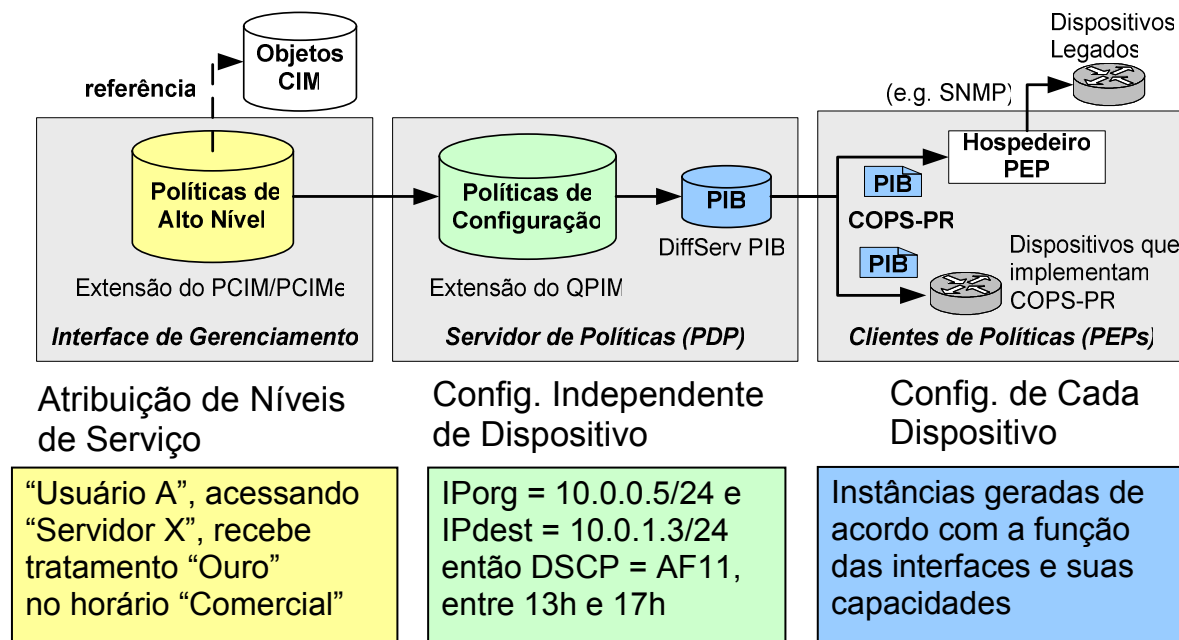 Objetos
CIM
referência
Políticas de
Alto Nível
Extensão do PCIM/PCIMe
Interface de Gerenciamento
Políticas de
Configuração
Extensão do QPIM
PIB
DiffServ PIB
Servidor de Políticas (PDP)
Dispositivos
Legados
(e.g. SNMP)
Hospedeiro
PEP
PIB
COPS-PR
PIB
Dispositivos que
implementam
COPS-PR
Clientes de Políticas (PEPs)
Atribuição de Níveis
de Serviço
Config. Independente
de Dispositivo
Config. de Cada
Dispositivo
“Usuário A”, acessando
“Servidor X”, recebe
tratamento “Ouro”
no horário “Comercial”
IPorg = 10.0.0.5/24 e
IPdest = 10.0.1.3/24
então DSCP = AF11,
entre 13h e 17h
Instâncias geradas de
acordo com a função
das interfaces e suas
capacidades